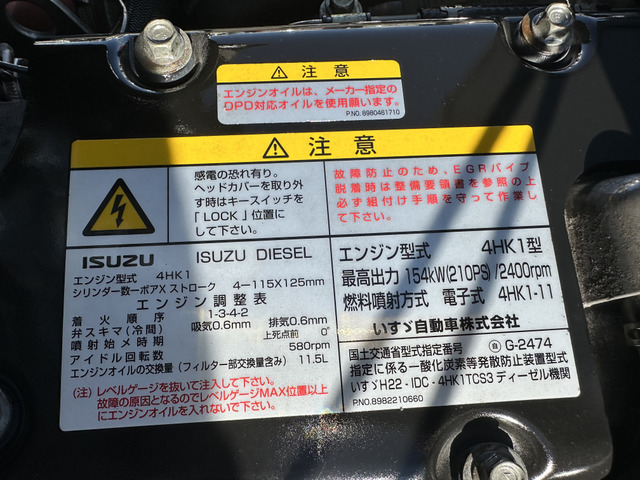 ⚠ 注意
エンジンオイルは、メーカー指定の
DPD対応オイルを使用願います。
P.NO. 8980461710
⚠ 注意
感電の恐れ有り。
ヘッドカバーを取り外
す時はキースイッチを
「LOCK」位置に
して下さい。
故障防止のため、EGRパイプ
脱着時は整備要領書を参照の上
必ず組付け手順を守って作業し
て下さい。
ISUZU ISUZU DIESEL
エンジン型式 4HK1
シリンダ数ーボアXストローク 4-115X125mm
エンジン調整表
着火順序 1-3-4-2
弁スキマ(冷間) 吸気0.6mm 排気0.6mm
噴射始メ時期 上死点前 0°
アイドル回転数 580rpm
エンジンオイルの交換量(フィルター部交換量含む) 11.5L
(注)レベルゲージを抜いて注入して下さい。
故障の原因となるのでレベルゲージMAX位置以上
にエンジンオイルを入れないで下さい。
エンジン型式 4HK1型
最高出力 154kW(210PS)/2400rpm
燃料噴射方式 電子式 4HK1-11
いすゞ自動車株式会社
国土交通省型式指定番号 自 G-2474
指定に係る一酸化炭素等発散防止装置型式
いすゞH22-IDC-4HK1TCS3 ディーゼル機関
P.NO. 8982210660